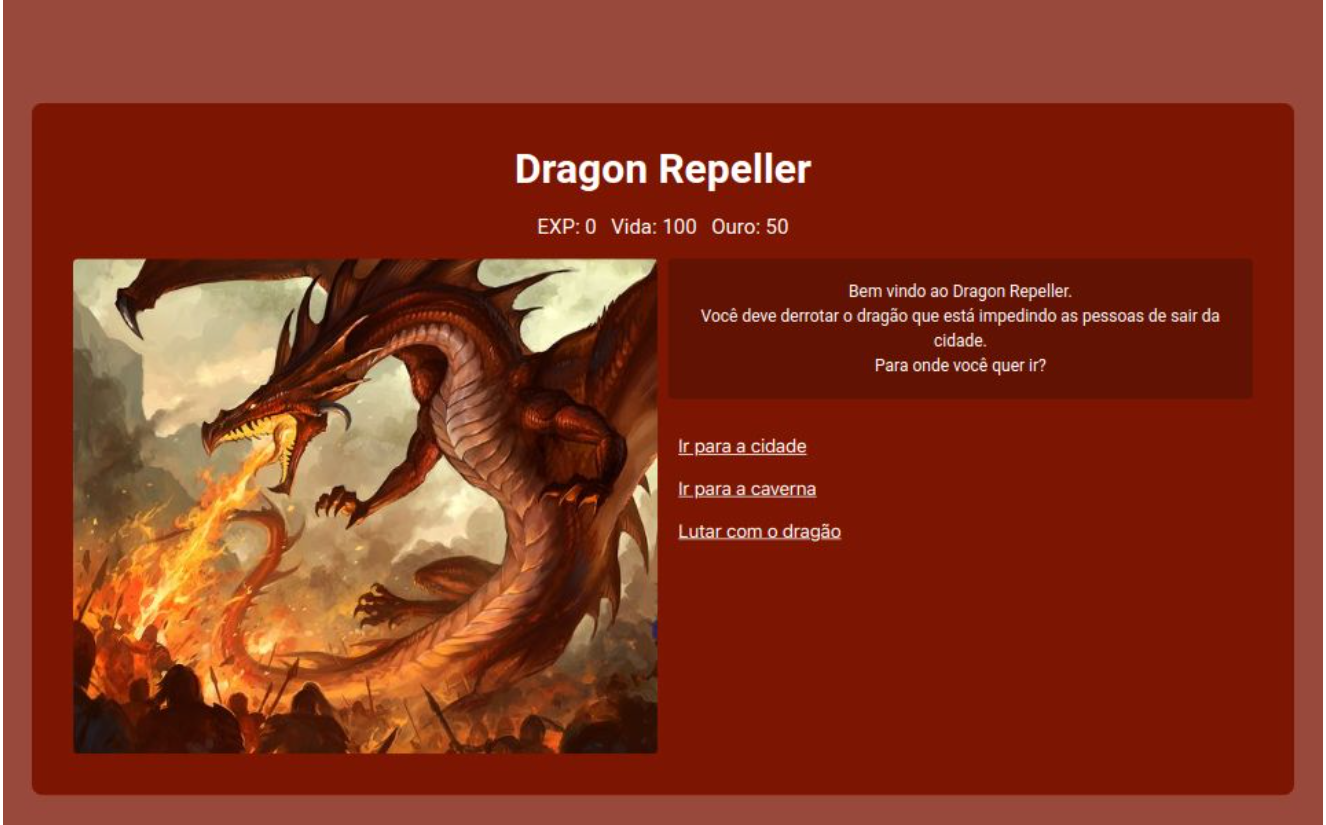 Dragon Repeller
EXP: 0 Vida: 100 Ouro: 50
Bem vindo ao Dragon Repeller.
Você deve derrotar o dragão que está impedindo as pessoas de sair da
cidade.
Para onde você quer ir?
Ir para a cidade
Ir para a caverna
Lutar com o dragão